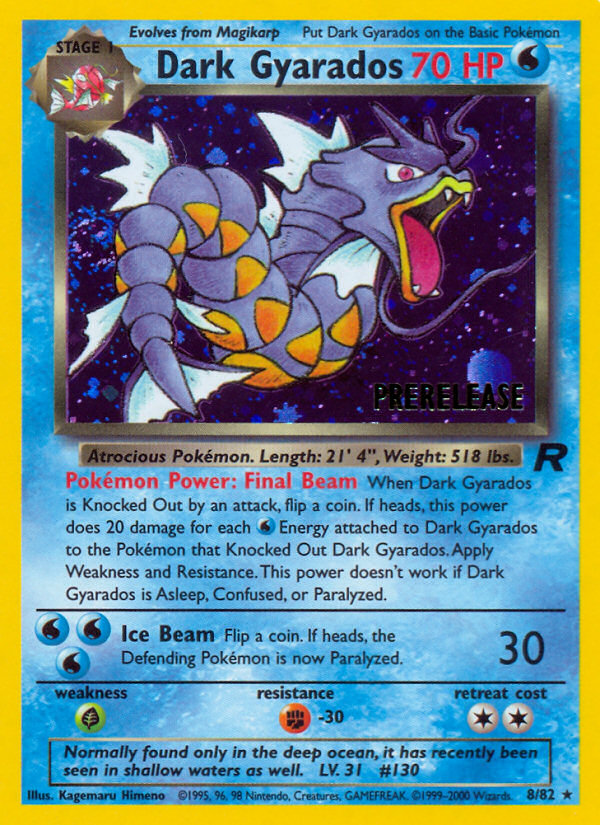 Evolves from Magikarp Put Dark Gyarados on the Basic Pokémon
STAGE 1
Dark Gyarados 70 HP
PRERELEASE
Atrocious Pokémon. Length: 21' 4", Weight: 518 lbs.
R
Pokémon Power: Final Beam When Dark Gyarados
is Knocked Out by an attack, flip a coin. If heads, this power
does 20 damage for each Energy attached to Dark Gyarados
to the Pokémon that Knocked Out Dark Gyarados. Apply
Weakness and Resistance. This power doesn't work if Dark
Gyarados is Asleep, Confused, or Paralyzed.
Ice Beam Flip a coin. If heads, the
Defending Pokémon is now Paralyzed.
30
weakness resistance retreat cost
-30
Normally found only in the deep ocean, it has recently been
seen in shallow waters as well. LV. 31 #130
Illus. Kagemaru Himeno ©1995, 96, 98 Nintendo, Creatures, GAMEFREAK. ©1999-2000 Wizards. 8/82 ★